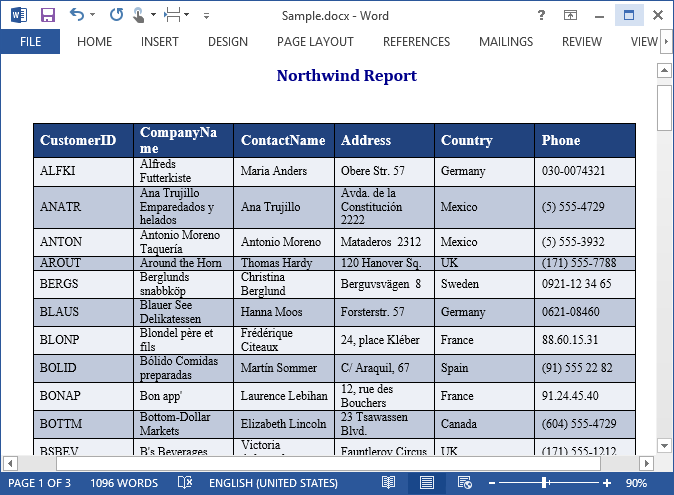 Sample.docx - Word
FILE HOME INSERT DESIGN PAGE LAYOUT REFERENCES MAILINGS REVIEW VIEW
Northwind Report
CustomerID CompanyNa ContactName Address Country Phone
me
ALFKI Alfreds Maria Anders Obere Str. 57 Germany 030-0074321
Futterkiste
ANATR Ana Trujillo Ana Trujillo Avda. de la Mexico (5) 555-4729
Emparedados y Constitución
helados 2222
ANTON Antonio Moreno Antonio Moreno Mataderos 2312 Mexico (5) 555-3932
Taquería
AROUT Around the Horn Thomas Hardy 120 Hanover Sq. UK (171) 555-7788
BERGS Berglunds Christina Berguvsvägen 8 Sweden 0921-12 34 65
snabbköp Berglund
BLAUS Blauer See Hanna Moos Forsterstr. 57 Germany 0621-08460
Delikatessen
BLONP Blondel père et Frédérique 24, place Kléber France 88.60.15.31
fils Citeaux
BOLID Bólido Comidas Martín Sommer C/ Araquil, 67 Spain (91) 555 22 82
preparadas
BONAP Bon app' Laurence Lebihan 12, rue des France 91.24.45.40
Bouchers
BOTTM Bottom-Dollar Elizabeth Lincoln 23 Tsawassen Canada (604) 555-4729
Markets Blvd.
BSBEV B's Beverages Victoria Fauntleroy Circus UK (171) 555-1212
PAGE 1 OF 3 1096 WORDS ENGLISH (UNITED STATES) 90%